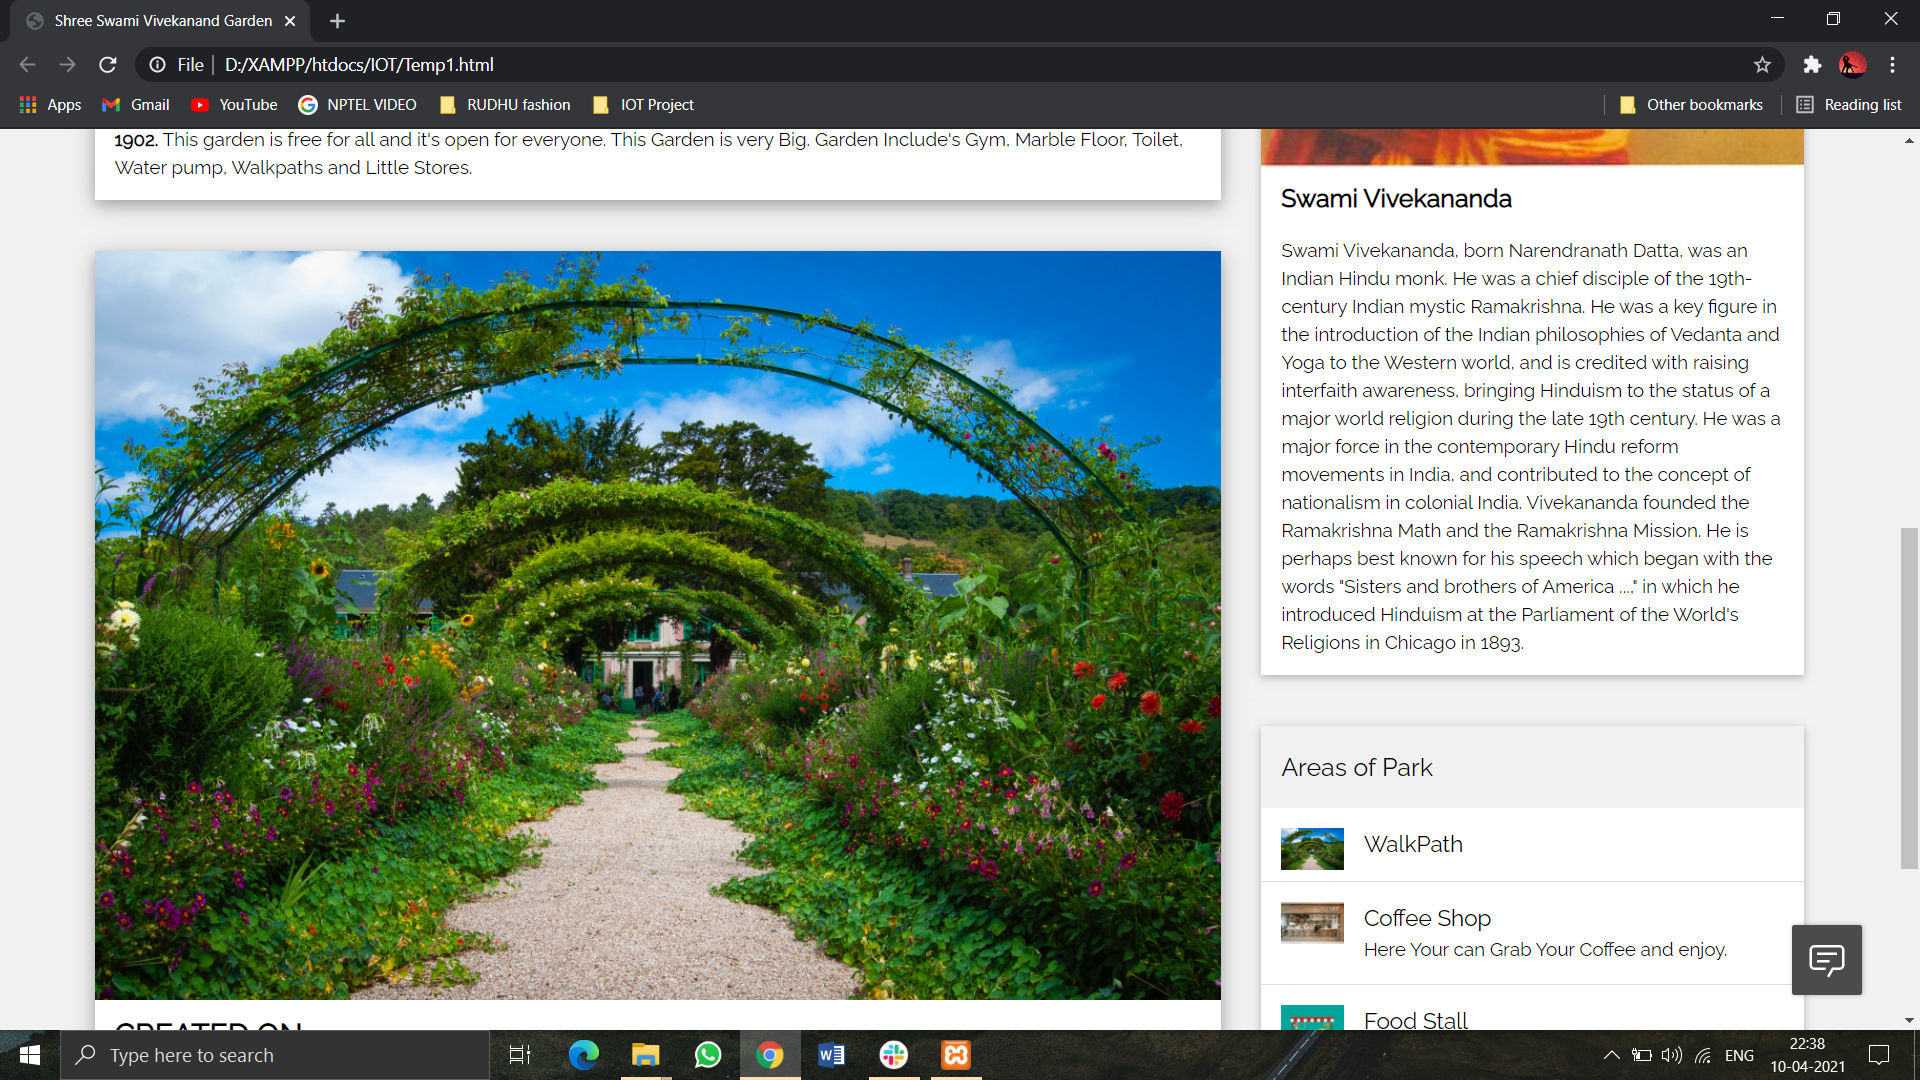 Shree Swami Vivekanand Garden
File
D:/XAMPP/htdocs/IOT/Temp1.html
Apps
Gmail
YouTube
NPTEL VIDEO
RUDHU fashion
IOT Project
Other bookmarks
Reading list
1902. This garden is free for all and it's open for everyone. This Garden is very Big. Garden Include's Gym, Marble Floor, Toilet,
Water pump, Walkpaths and Little Stores.
CREATED ON
Swami Vivekananda
Swami Vivekananda, born Narendranath Datta, was an
Indian Hindu monk. He was a chief disciple of the 19th-
century Indian mystic Ramakrishna. He was a key figure in
the introduction of the Indian philosophies of Vedanta and
Yoga to the Western world, and is credited with raising
interfaith awareness, bringing Hinduism to the status of a
major world religion during the late 19th century. He was a
major force in the contemporary Hindu reform
movements in India, and contributed to the concept of
nationalism in colonial India. Vivekananda founded the
Ramakrishna Math and the Ramakrishna Mission. He is
perhaps best known for his speech which began with the
words "Sisters and brothers of America ...," in which he
introduced Hinduism at the Parliament of the World's
Religions in Chicago in 1893.
Areas of Park
WalkPath
Coffee Shop
Here Your can Grab Your Coffee and enjoy.
Food Stall
Type here to search
ENG
22:38
10-04-2021